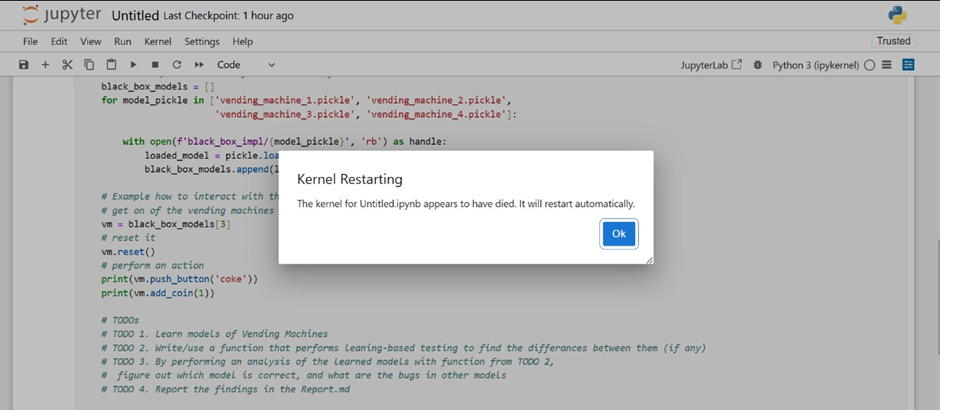 jupyter Untitled Last Checkpoint: 1 hour ago
File Edit View Run Kernel Settings Help Trusted
Code JupyterLab Python 3 (ipykernel)
black_box_models = []
for model_pickle in ['vending_machine_1.pickle', 'vending_machine_2.pickle',
'vending_machine_3.pickle', 'vending_machine_4.pickle']:
with open(f'black_box_impl/{model_pickle}', 'rb') as handle:
loaded_model = pickle.loa
black_box_models.append(l
Kernel Restarting
The kernel for Untitled.ipynb appears to have died. It will restart automatically.
Ok
# Example how to interact with th
# get on of the vending machines
vm = black_box_models[3]
# reset it
vm.reset()
# perform an action
print(vm.push_button('coke'))
print(vm.add_coin(1))
# TODOs
# TODO 1. Learn models of Vending Machines
# TODO 2. Write/use a function that performs leaning-based testing to find the differances between them (if any)
# TODO 3. By performing an analysis of the learned models with function from TODO 2,
# figure out which model is correct, and what are the bugs in other models
# TODO 4. Report the findings in the Report.md